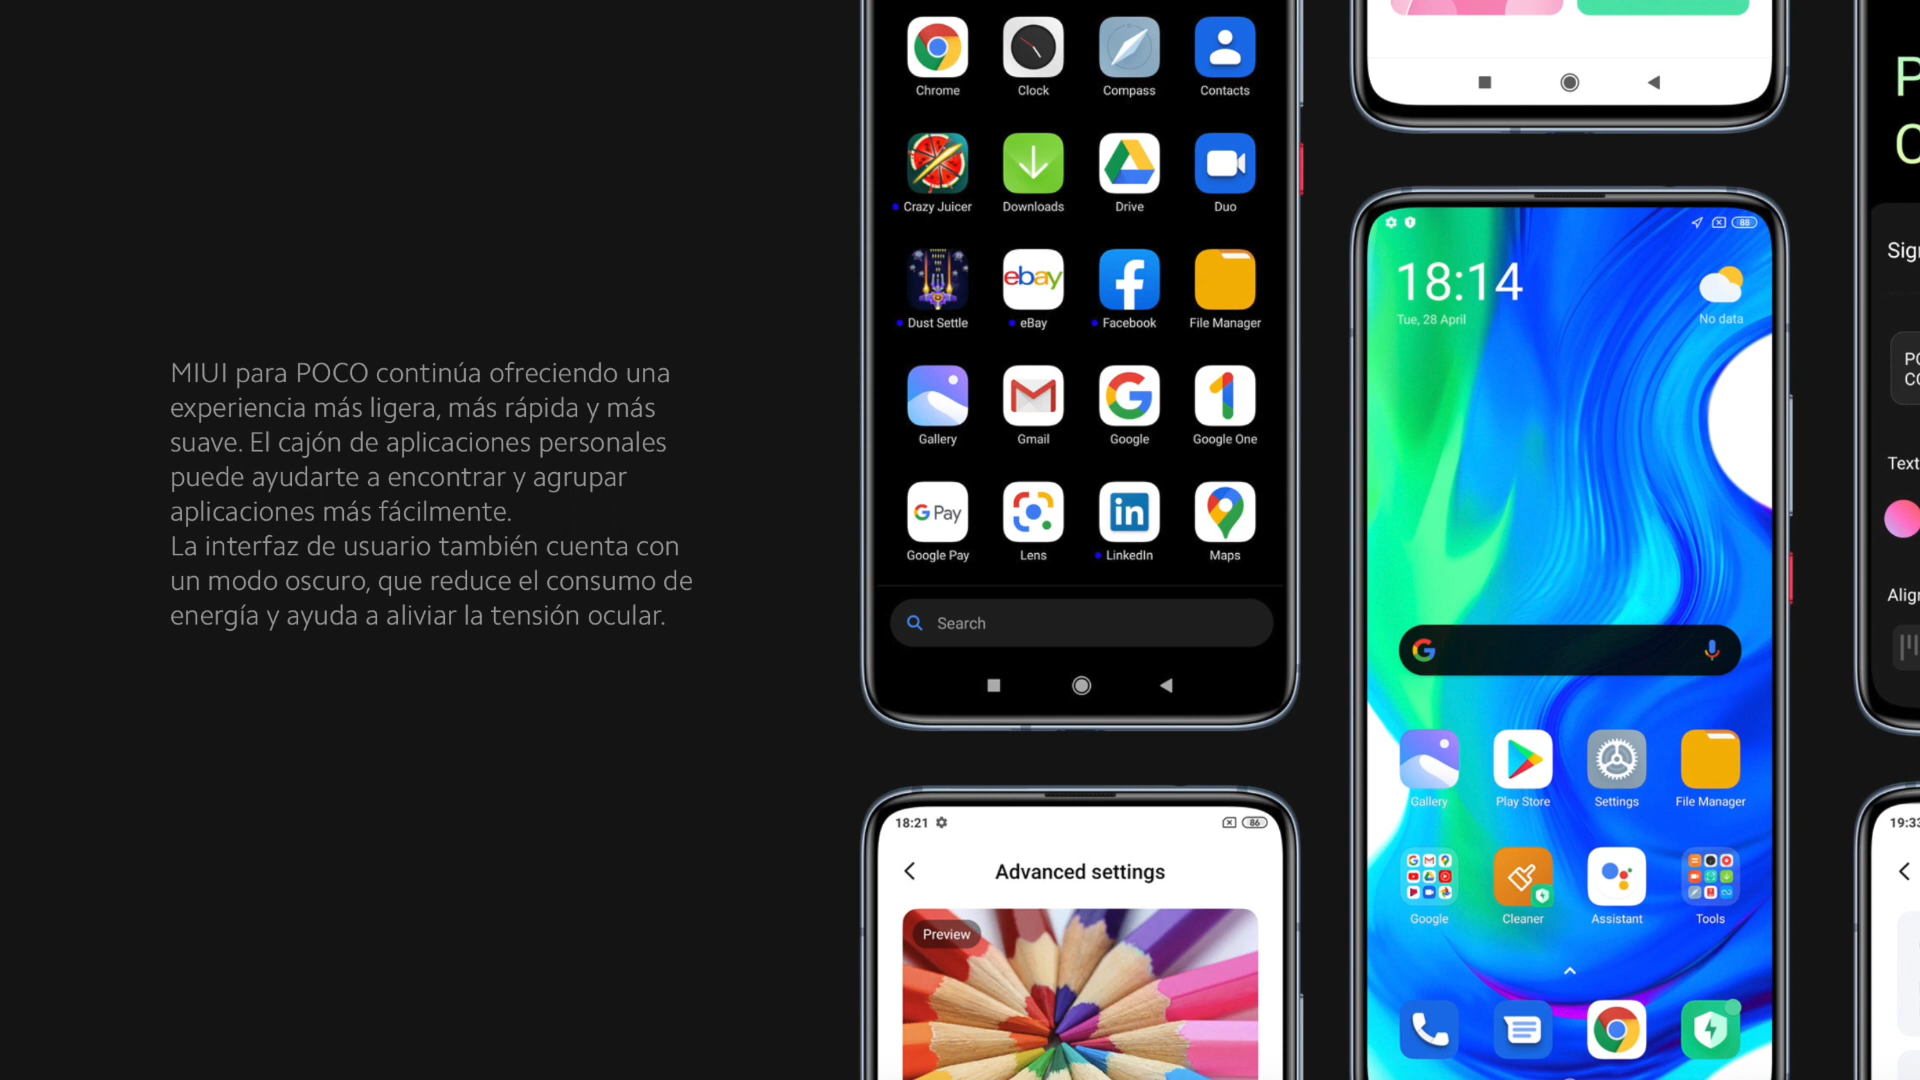 MIUI para POCO continúa ofreciendo una
experiencia más ligera, más rápida y más
suave. El cajón de aplicaciones personales
puede ayudarte a encontrar y agrupar
aplicaciones más fácilmente.
La interfaz de usuario también cuenta con
un modo oscuro, que reduce el consumo de
energía y ayuda a aliviar la tensión ocular.
Chrome Clock Compass Contacts
Crazy Juicer Downloads Drive Duo
ebay
Dust Settle eBay Facebook File Manager
Gallery Gmail Google Google One
G Pay in
Google Pay Lens LinkedIn Maps
Search
18:21 86
Advanced settings
Preview
88
18:14
Tue, 28 April No data
Gallery Play Store Settings File Manager
Google Cleaner Assistant Tools
Text